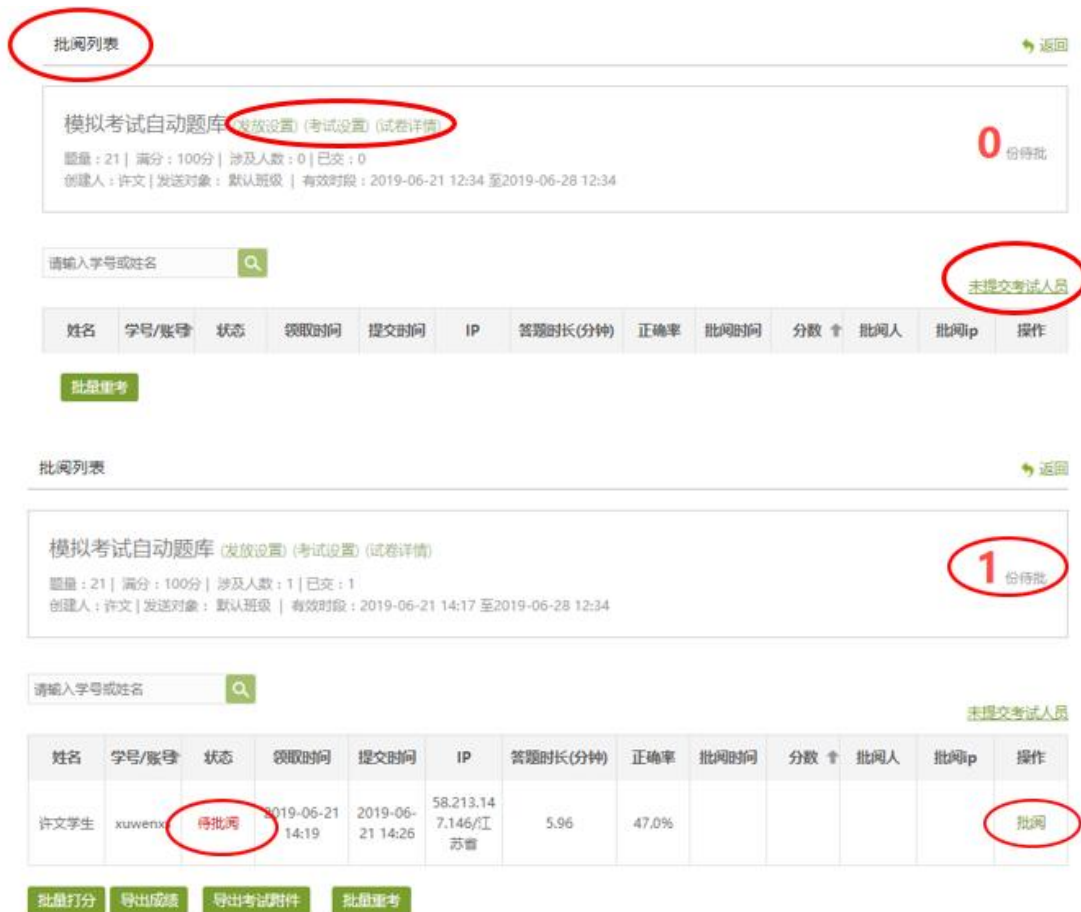 批阅列表
返回
模拟考试自动题库 (发放设置) (考试设置) (试卷详情)
0 份待批
题量：21 | 满分：100分 | 涉及人数：0 | 已交：0
创建人：许文 | 发送对象： 默认班级 | 有效时段：2019-06-21 12:34 至2019-06-28 12:34
请输入学号或姓名
未提交考试人员
姓名 学号/账号 状态 领取时间 提交时间 IP 答题时长(分钟) 正确率 批阅时间 分数 批阅人 批阅ip 操作
批量重考
批阅列表
返回
模拟考试自动题库 (发放设置) (考试设置) (试卷详情)
1 份待批
题量：21 | 满分：100分 | 涉及人数：1 | 已交：1
创建人：许文 | 发送对象： 默认班级 | 有效时段：2019-06-21 14:17 至2019-06-28 12:34
请输入学号或姓名
未提交考试人员
姓名 学号/账号 状态 领取时间 提交时间 IP 答题时长(分钟) 正确率 批阅时间 分数 批阅人 批阅ip 操作
58.213.14
2019-06-21 2019-06-
许文学生 待批阅 7.146/江 5.96 47.0% 批阅
14:19 21 14:26
苏省
批量打分 导出成绩 导出考试附件 批量重考